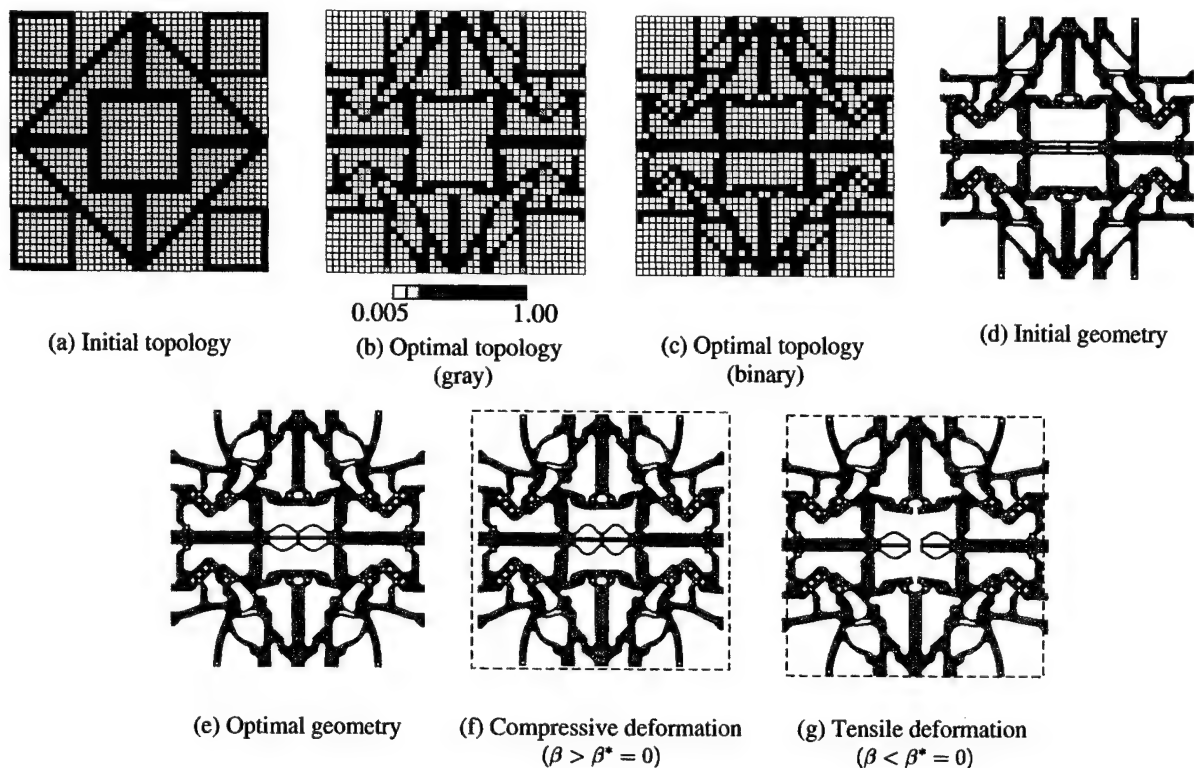 0.005 1.00
(a) Initial topology
(b) Optimal topology
(gray)
(c) Optimal topology
(binary)
(d) Initial geometry
(e) Optimal geometry
(f) Compressive deformation
(β > β* = 0)
(g) Tensile deformation
(β < β* = 0)